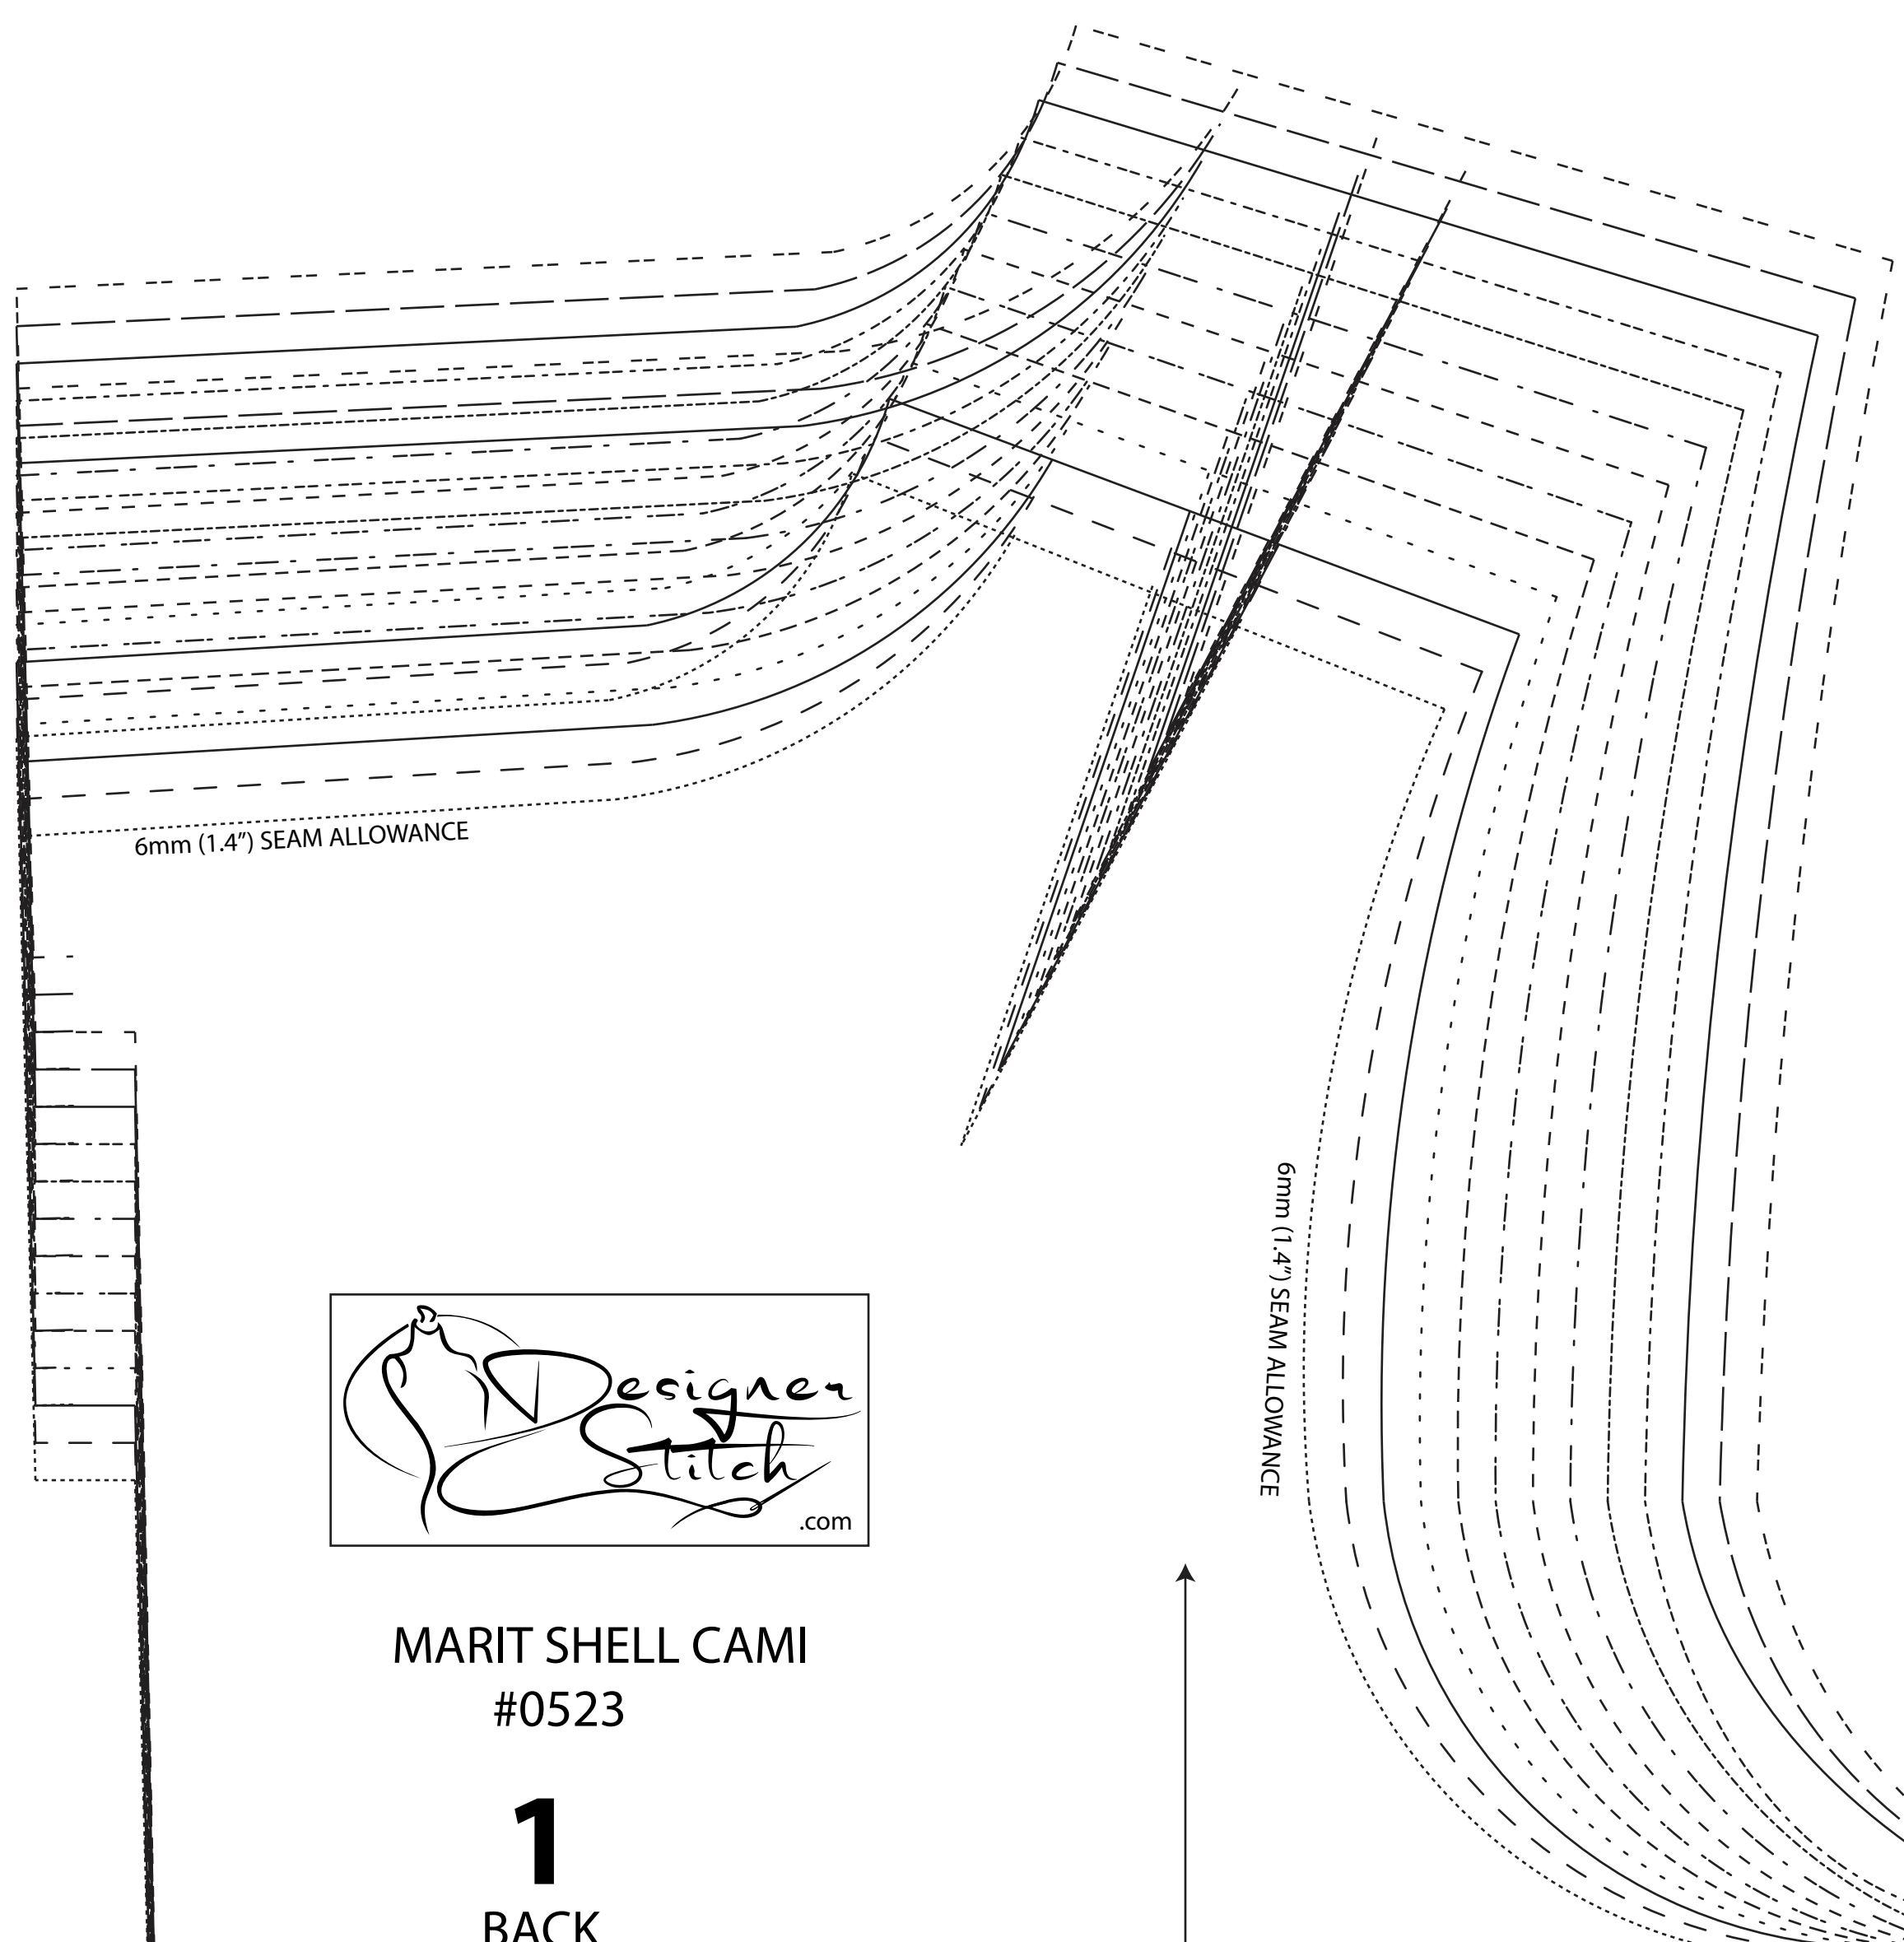 6mm (1.4”) SEAM ALLOWANCE
6mm (1.4”) SEAM ALLOWANCE
Designer
Stitch
.com
MARIT SHELL CAMI
#0523
1
BACK